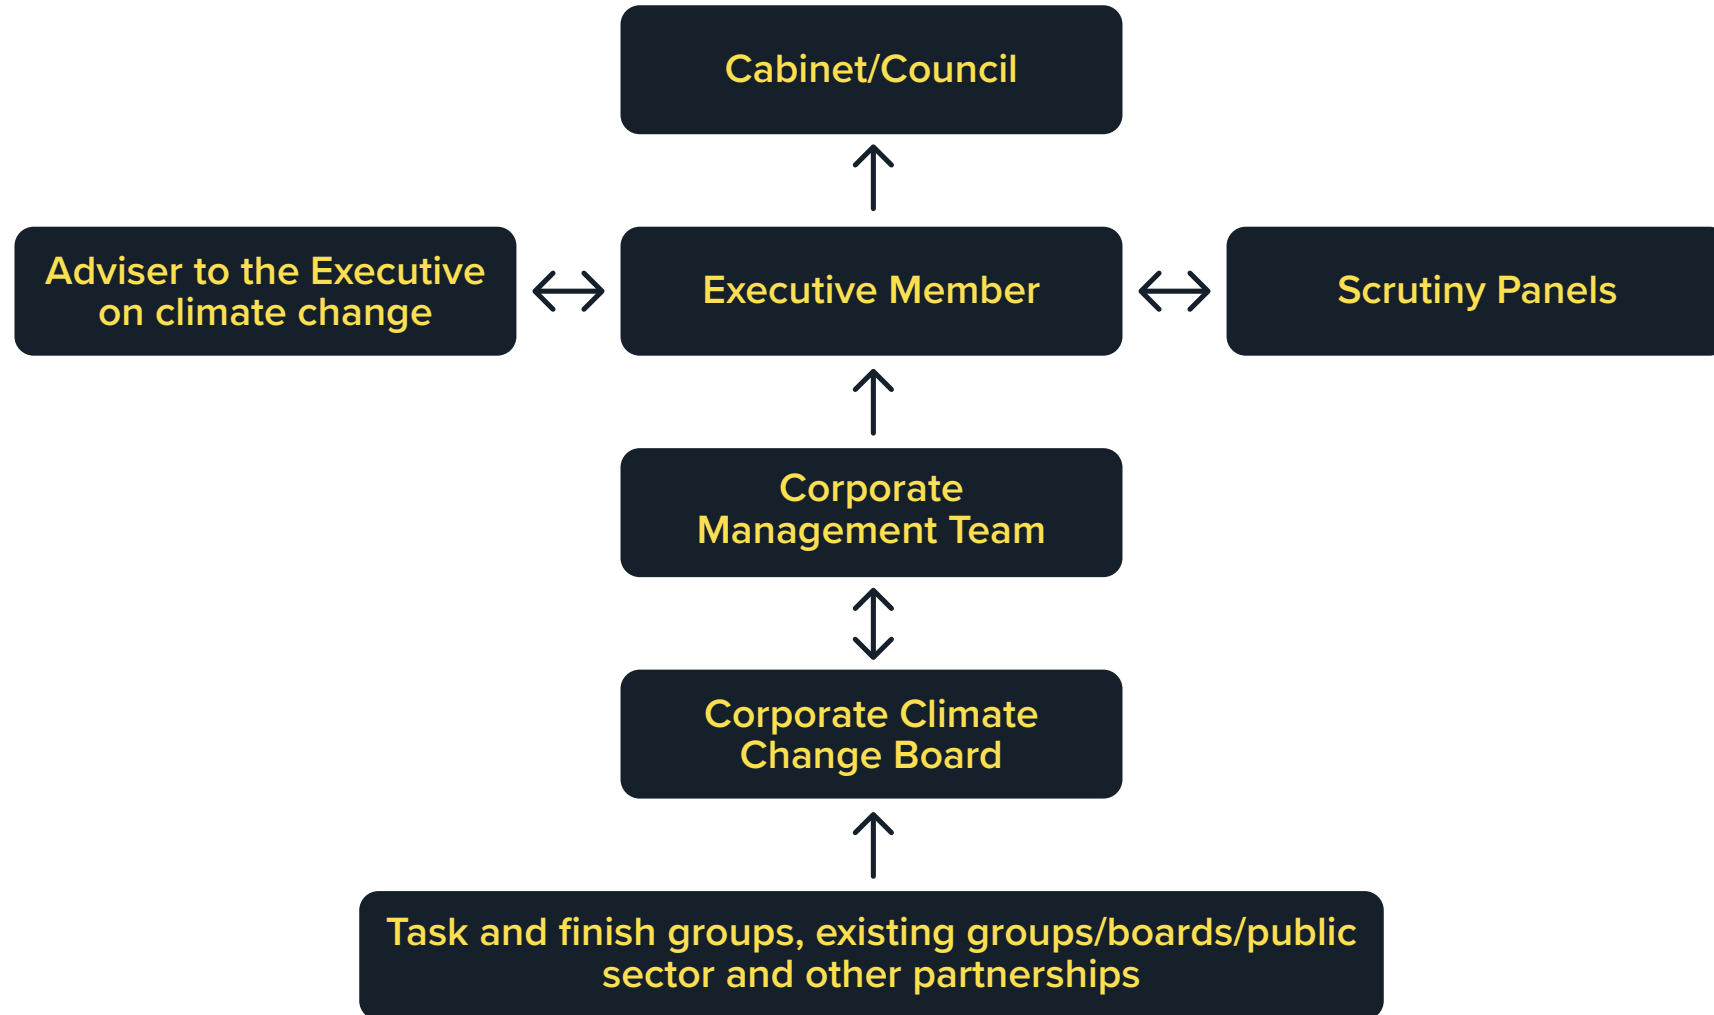 Cabinet/Council
Adviser to the Executive
on climate change
Executive Member
Scrutiny Panels
Corporate
Management Team
Corporate Climate
Change Board
Task and finish groups, existing groups/boards/public
sector and other partnerships